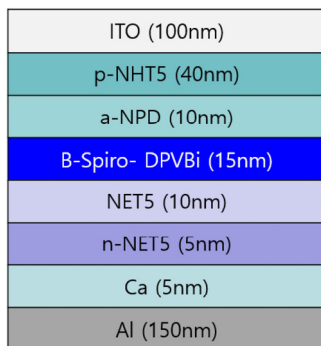 ITO (100nm)
p-NHT5 (40nm)
a-NPD (10nm)
B-Spiro- DPVBi (15nm)
NET5 (10nm)
n-NET5 (5nm)
Ca (5nm)
Al (150nm)